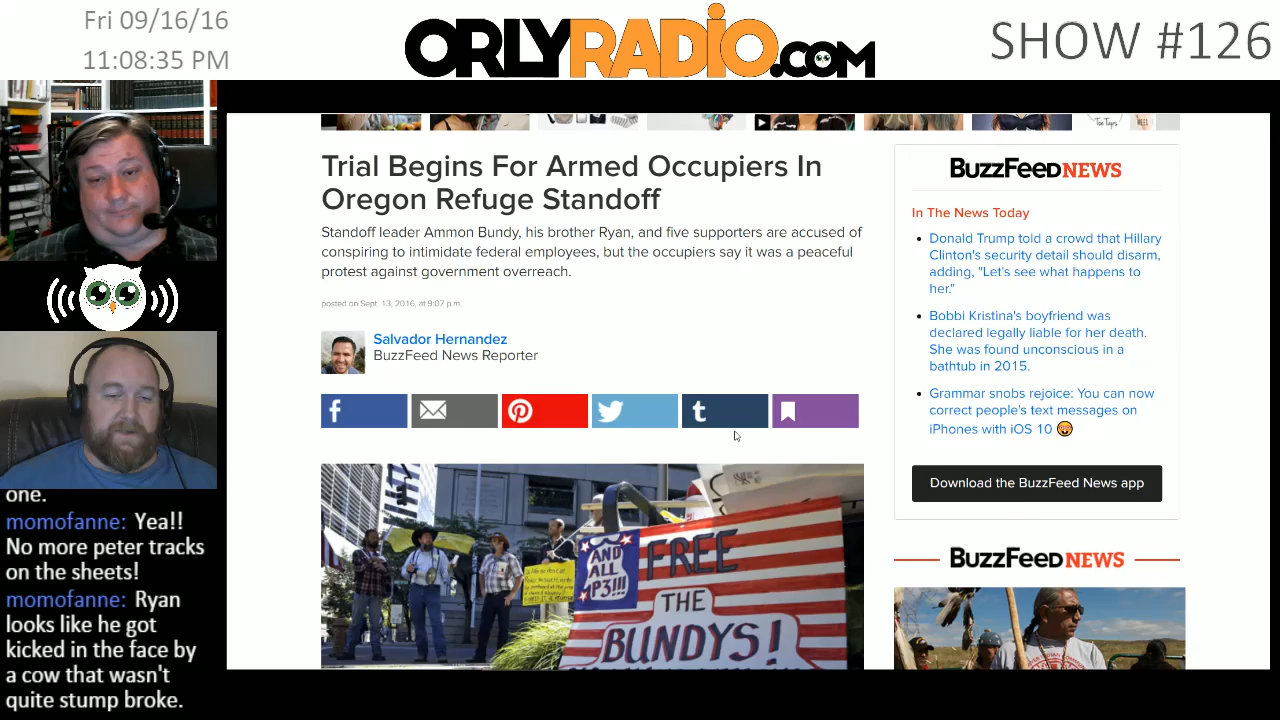 Fri 09/16/16
11:08:35 PM
ORLYRADIO.COM
SHOW #126
Trial Begins For Armed Occupiers In
Oregon Refuge Standoff
Standoff leader Ammon Bundy, his brother Ryan, and five supporters are accused of
conspiring to intimidate federal employees, but the occupiers say it was a peaceful
protest against government overreach.
posted on Sept. 13, 2016, at 9:07 p.m.
Salvador Hernandez
BuzzFeed News Reporter
f
t
AND
ALL
P3!!!
FREE
THE
BUNDYS!
BUZZFEED NEWS
In The News Today
Donald Trump told a crowd that Hillary
Clinton's security detail should disarm,
adding, "Let's see what happens to
her."
Bobbi Kristina's boyfriend was
declared legally liable for her death.
She was found unconscious in a
bathtub in 2015.
Grammar snobs rejoice: You can now
correct people's text messages on
iPhones with iOS 10
Download the BuzzFeed News app
BUZZFEED NEWS
one.
momofanne: Yea!!
No more peter tracks
on the sheets!
momofanne: Ryan
looks like he got
kicked in the face by
a cow that wasn't
quite stump broke.